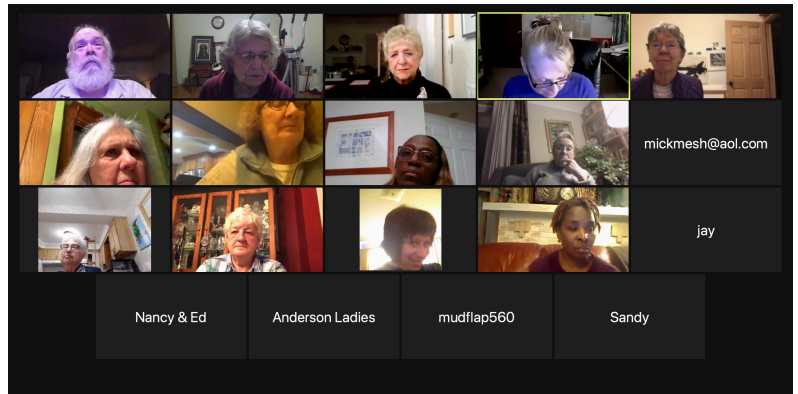 mickmesh@aol.com
jay
Nancy & Ed
Anderson Ladies
mudflap560
Sandy